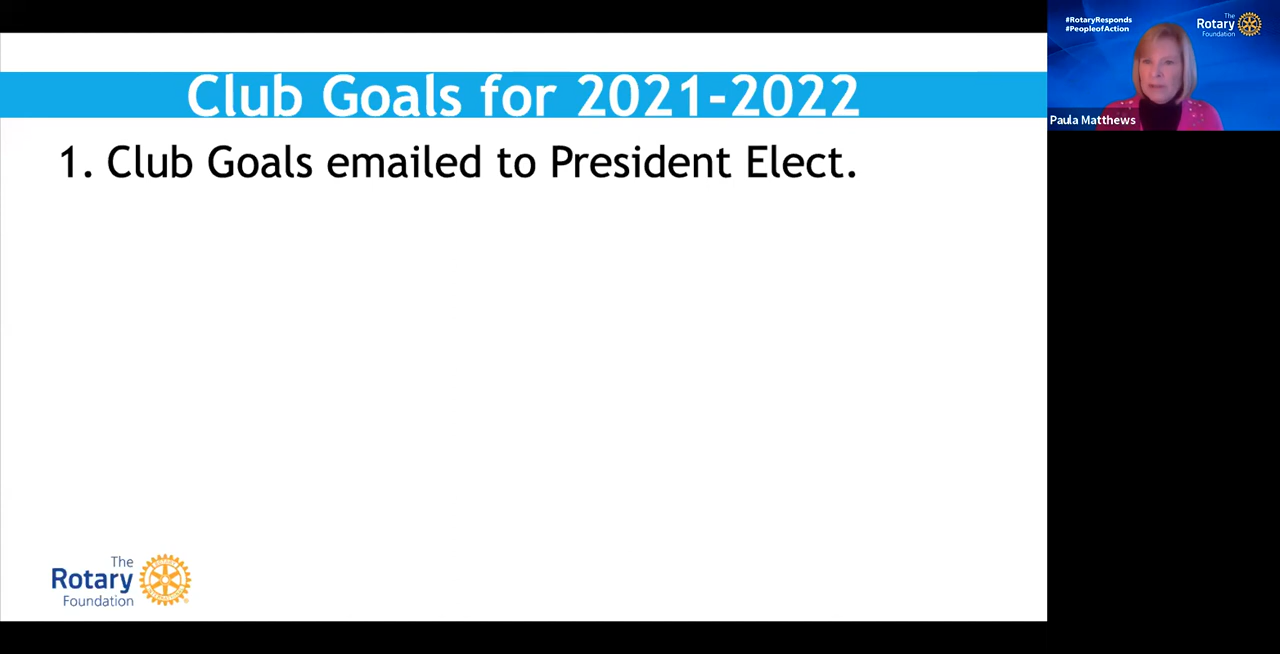 Club Goals for 2021-2022
1. Club Goals emailed to President Elect.
The
Rotary
Foundation
#RotaryResponds
#PeopleofAction
The
Rotary
Foundation
Paula Matthews